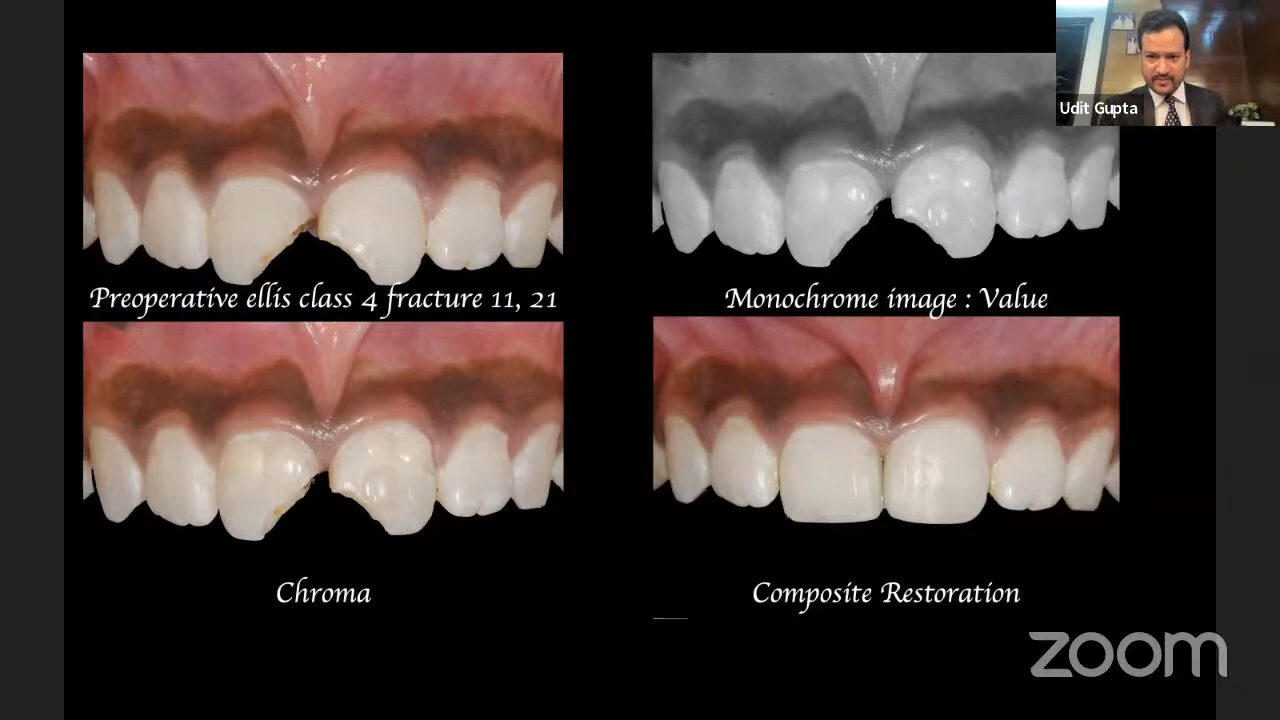 Udit Gupta
Preoperative ellis class 4 fracture 11, 21
Monochrome image : Value
Chroma
Composite Restoration
zoom